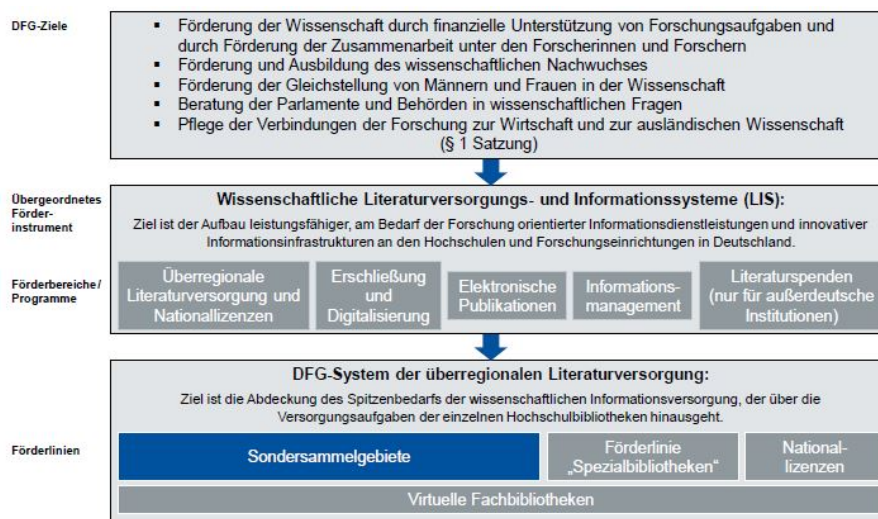 DFG-Ziele
▪ Förderung der Wissenschaft durch finanzielle Unterstützung von Forschungsaufgaben und
durch Förderung der Zusammenarbeit unter den Forscherinnen und Forschern
▪ Förderung und Ausbildung des wissenschaftlichen Nachwuchses
▪ Förderung der Gleichstellung von Männern und Frauen in der Wissenschaft
▪ Beratung der Parlamente und Behörden in wissenschaftlichen Fragen
▪ Pflege der Verbindungen der Forschung zur Wirtschaft und zur ausländischen Wissenschaft
(§ 1 Satzung)
Übergeordnetes
Förder-
instrument
Wissenschaftliche Literaturversorgungs- und Informationssysteme (LIS):
Ziel ist der Aufbau leistungsfähiger, am Bedarf der Forschung orientierter Informationsdienstleistungen und innovativer
Informationsinfrastrukturen an den Hochschulen und Forschungseinrichtungen in Deutschland.
Förderbereiche/
Programme
Überregionale
Literaturversorgung und
Nationallizenzen
Erschließung
und
Digitalisierung
Elektronische
Publikationen
Informations-
management
Literaturspenden
(nur für außerdeutsche
Institutionen)
DFG-System der überregionalen Literaturversorgung:
Ziel ist die Abdeckung des Spitzenbedarfs der wissenschaftlichen Informationsversorgung, der über die
Versorgungsaufgaben der einzelnen Hochschulbibliotheken hinausgeht.
Förderlinien
Sondersammelgebiete
Förderlinie
„Spezialbibliotheken“
National-
lizenzen
Virtuelle Fachbibliotheken